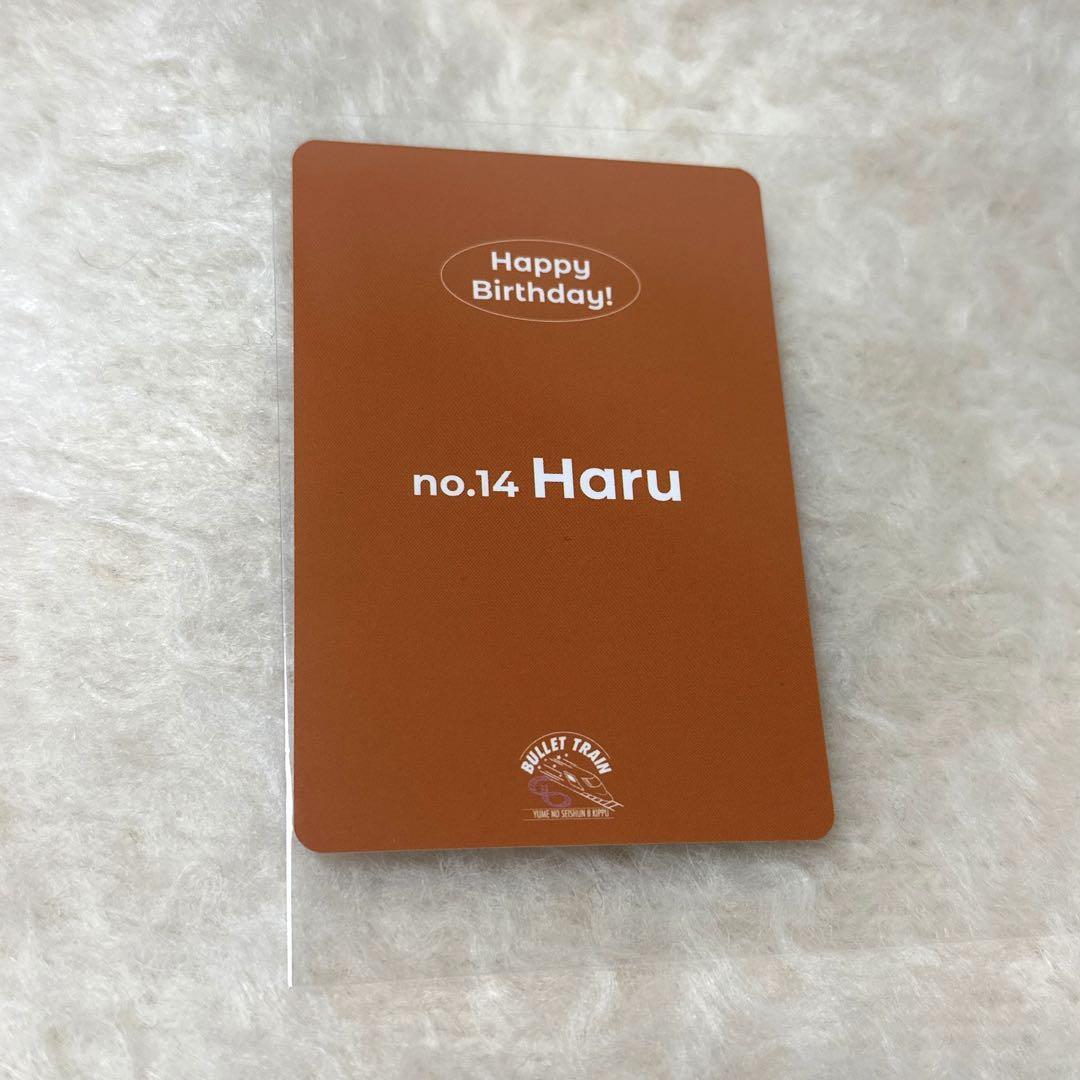 Happy
Birthday!
no.14 Haru
BULLET TRAIN
YUME NO SEISHUN 8 KIPPU